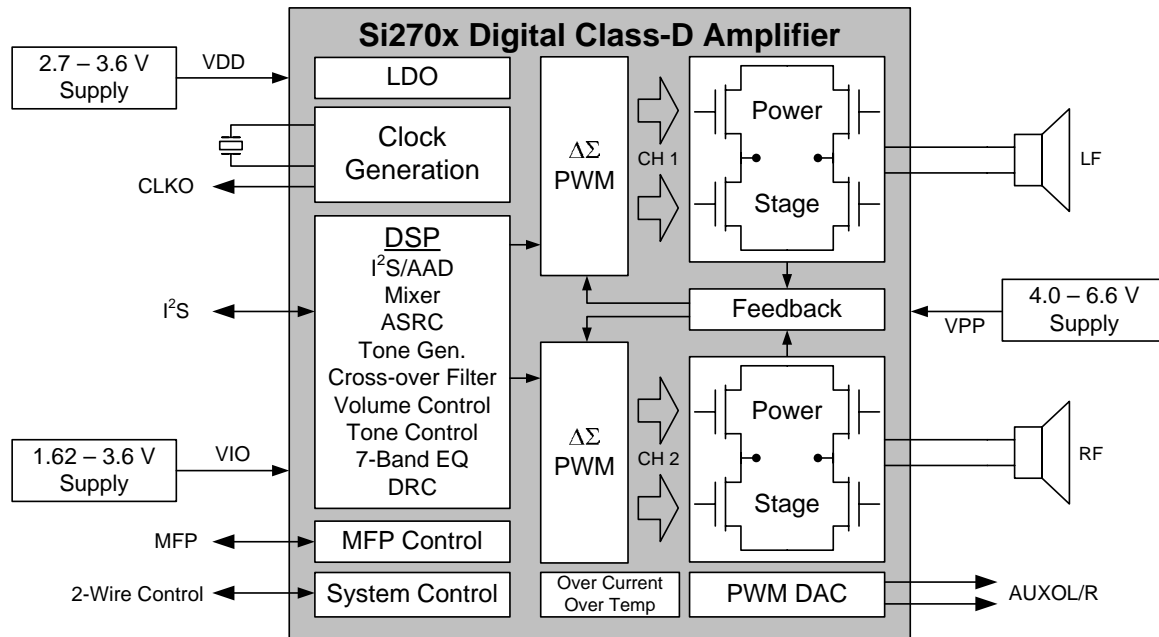 Si270x Digital Class-D Amplifier
2.7 – 3.6 V
Supply
VDD
LDO
Clock
Generation
CLKO
DSP
I²S/AAD
Mixer
ASRC
Tone Gen.
Cross-over Filter
Volume Control
Tone Control
7-Band EQ
DRC
I²S
1.62 – 3.6 V
Supply
VIO
MFP
MFP Control
2-Wire Control
System Control
ΔΣ
PWM
CH 1
Power
Stage
LF
Feedback
4.0 – 6.6 V
Supply
VPP
ΔΣ
PWM
CH 2
Power
Stage
RF
Over Current
Over Temp
PWM DAC
AUXOL/R